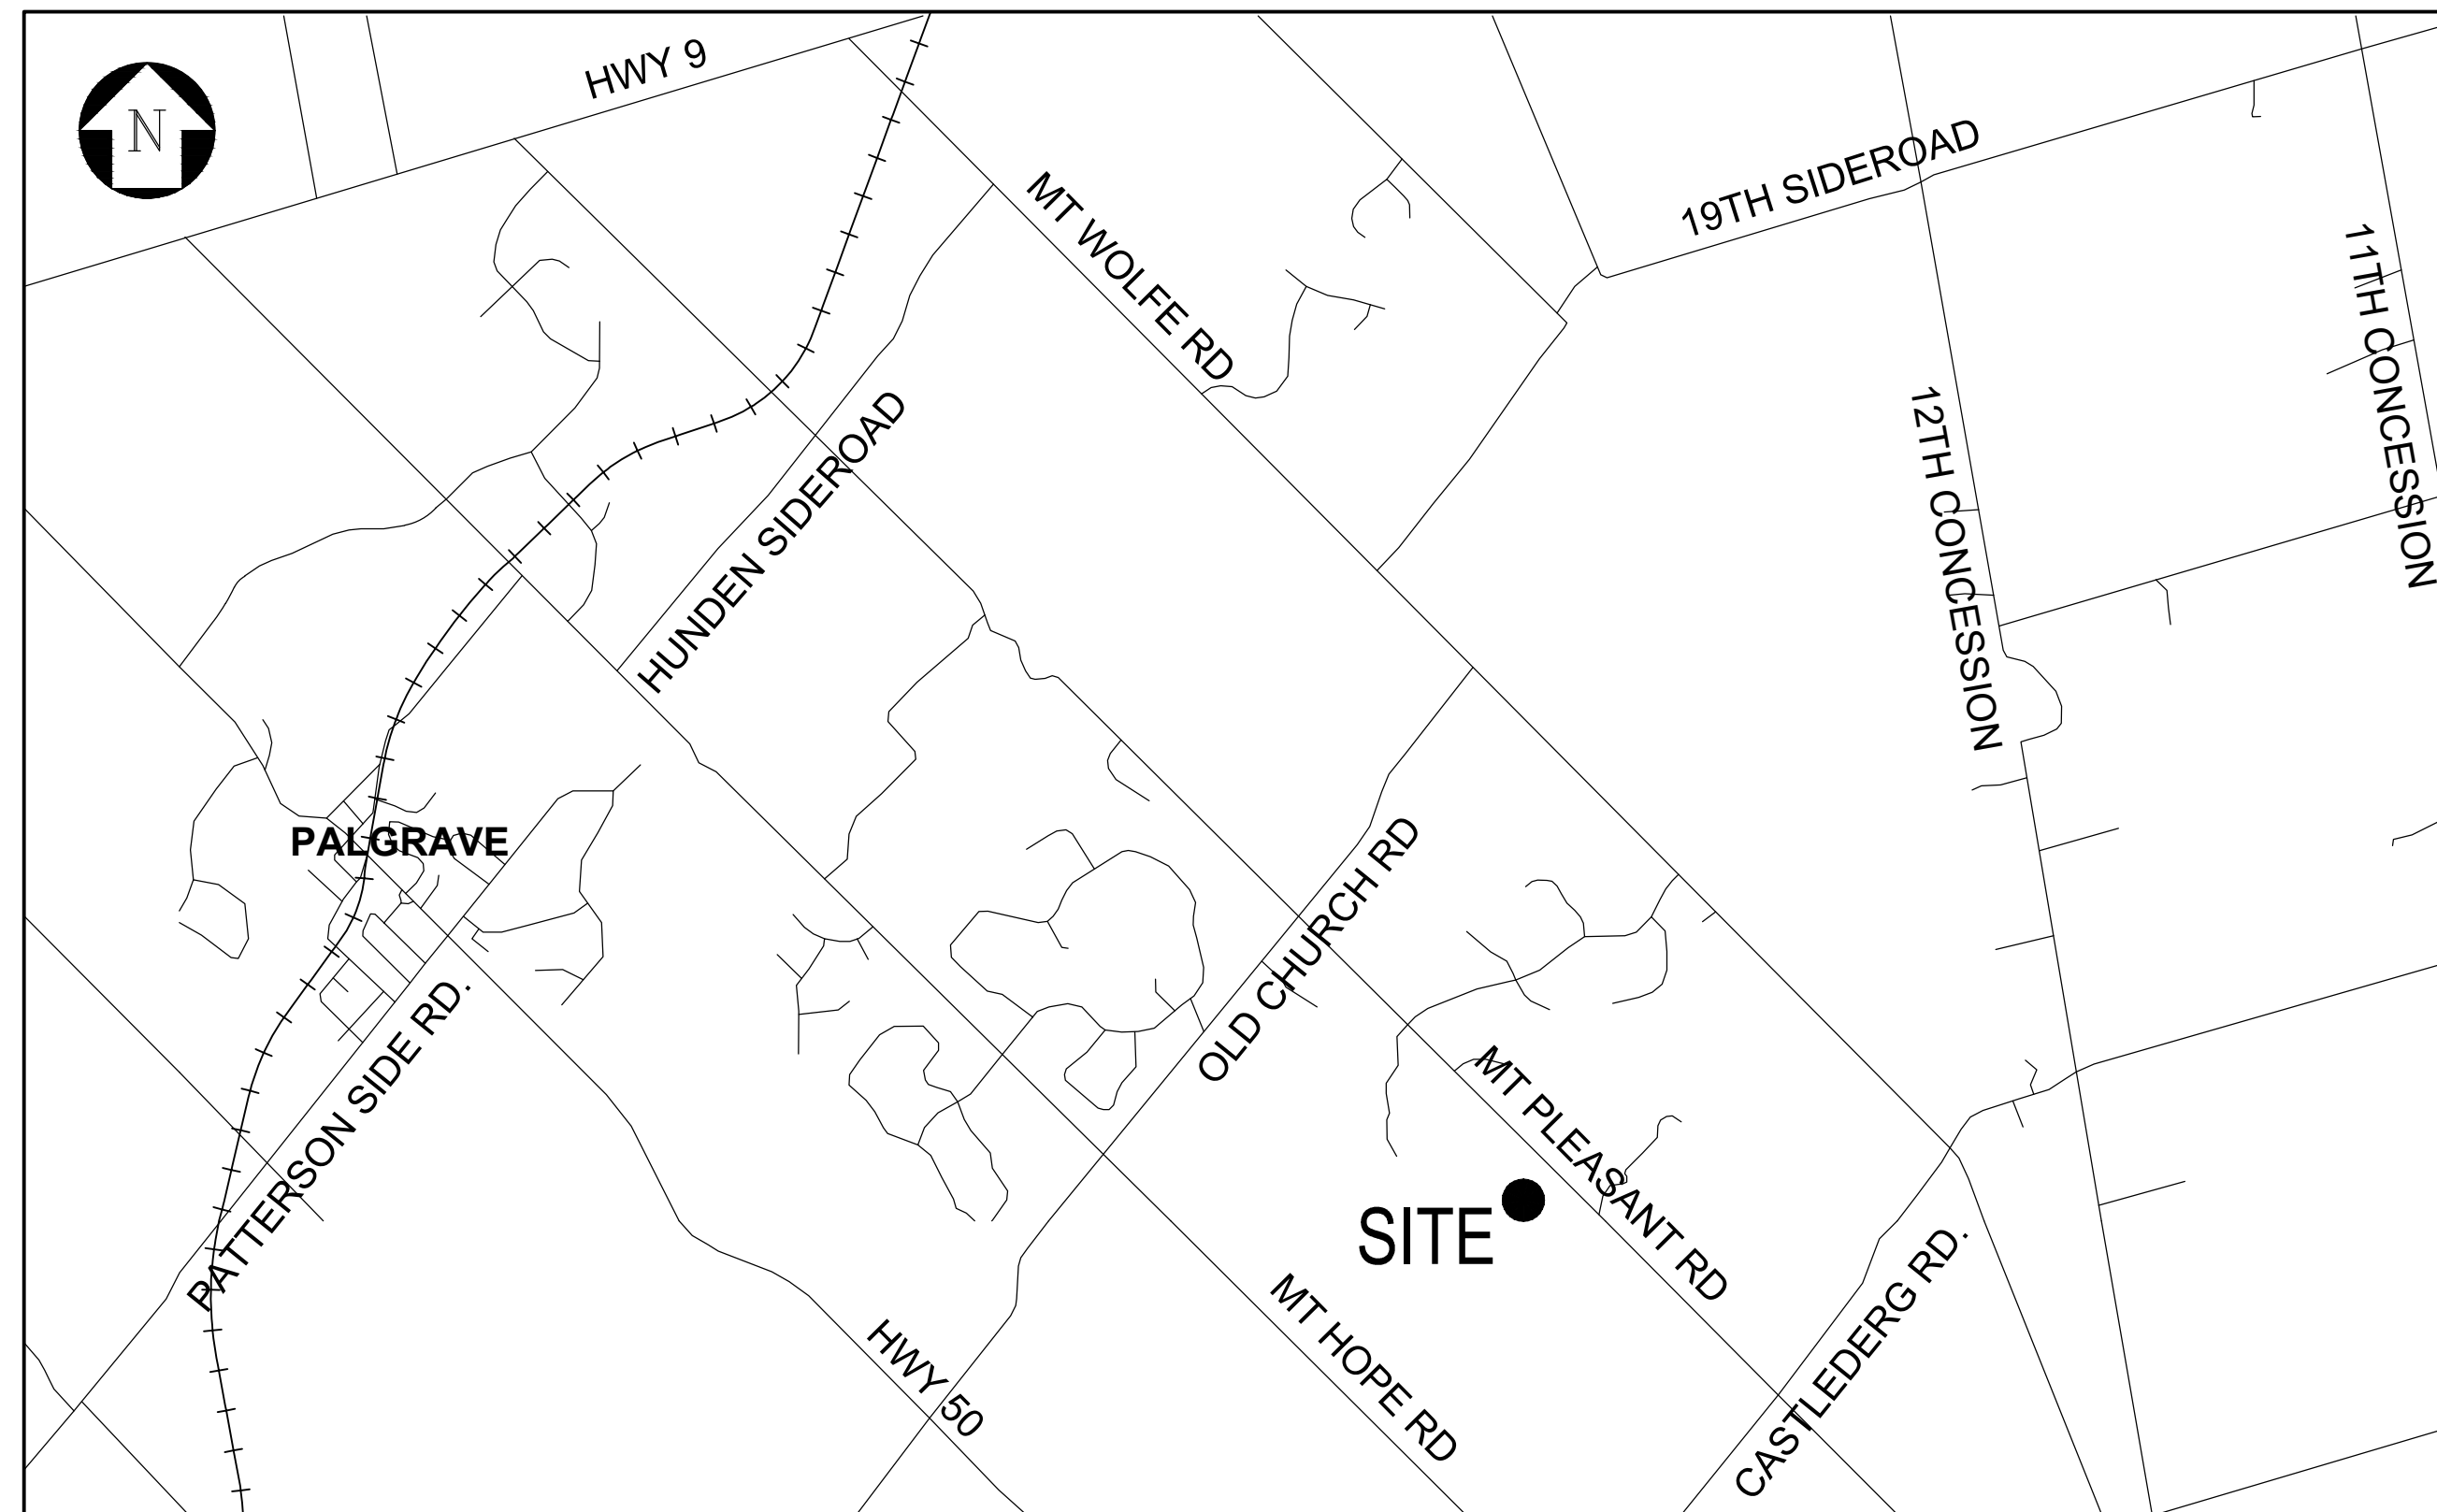 HWY 9
N
19TH SIDEROAD
MT WOLFE RD
11TH CONCESSION
12TH CONCESSION
HUNDEN SIDEROAD
PALGRAVE
OLD CHURCH RD
PATTERSON SIDE RD.
MT PLEASANT RD
SITE
CASTLEDERG RD.
MT HOPE RD
HWY 50